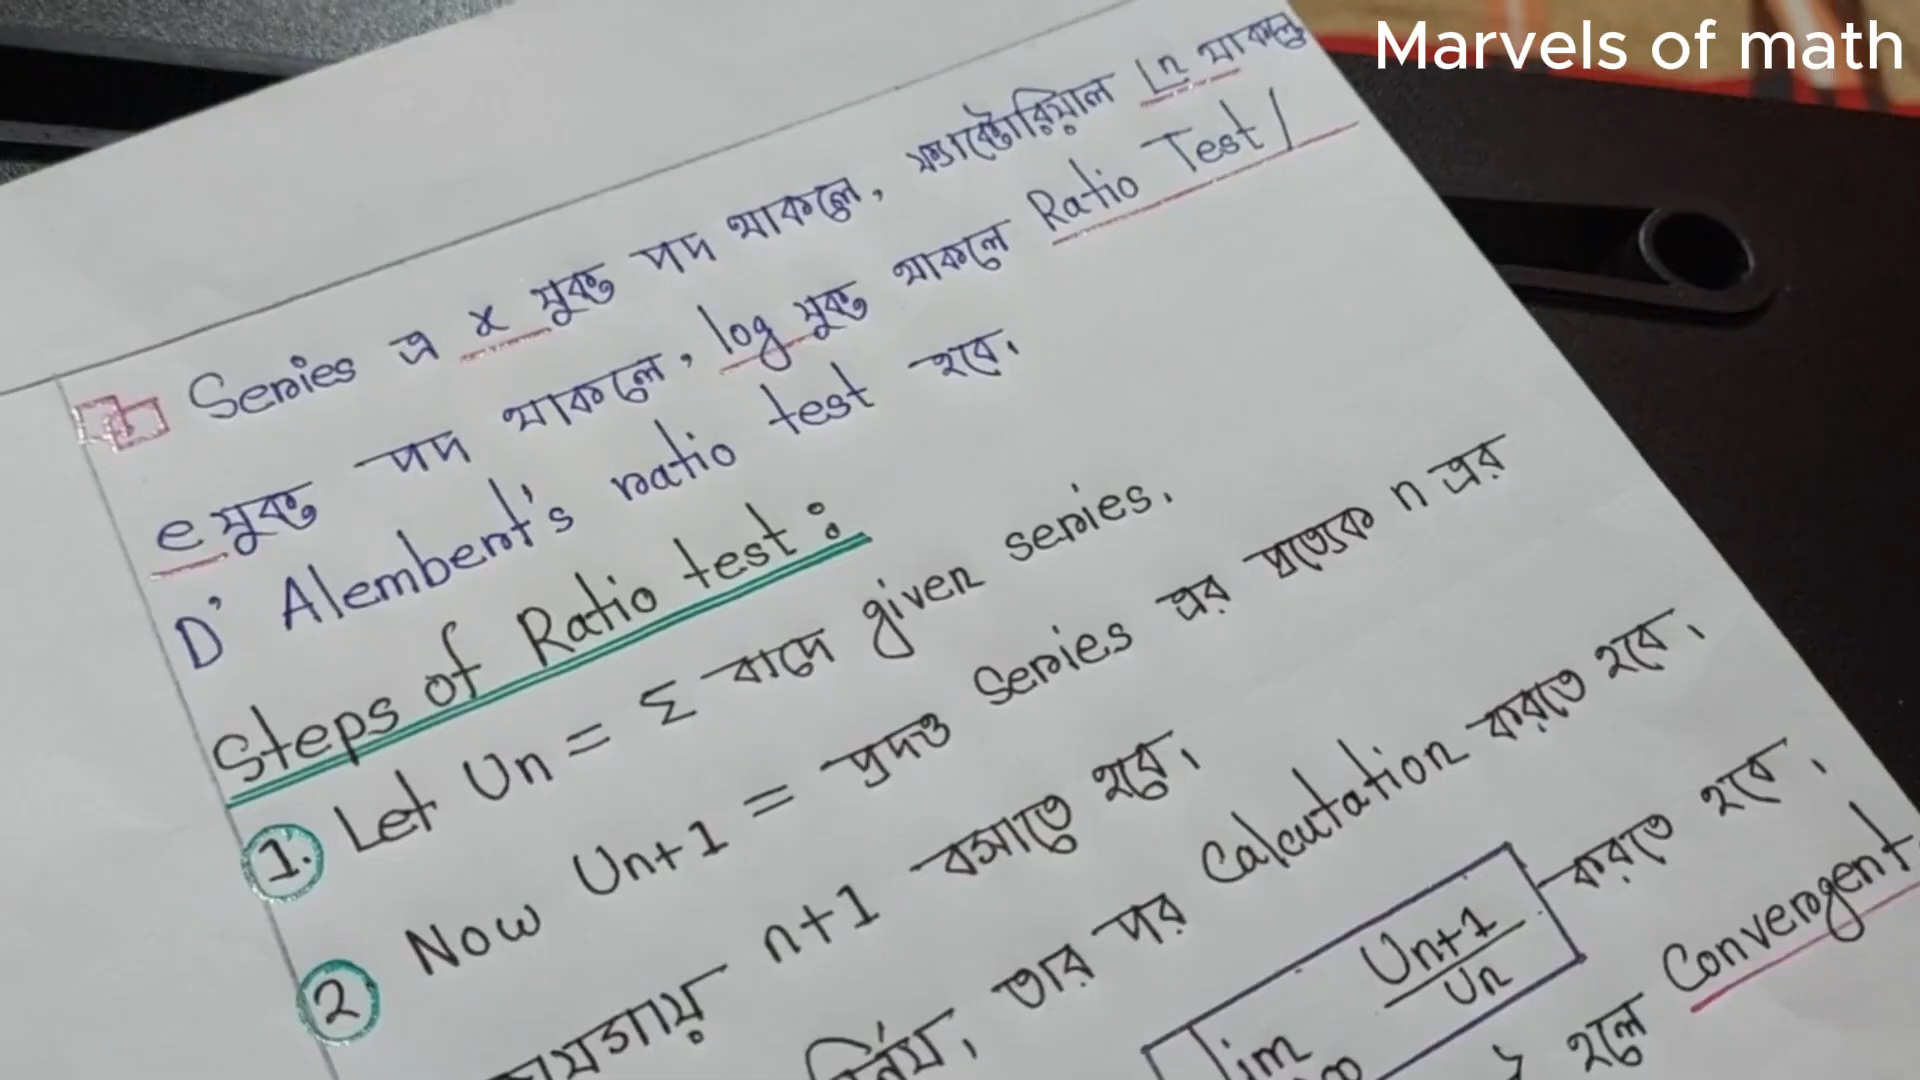 Marvels of math
Series এ x যুক্ত পদ থাকলে, ফ্যাক্টোরিয়াল Ln থাকলে
e যুক্ত পদ থাকলে, log যুক্ত থাকলে Ratio Test/
D' Alembert's ratio test হবে।
Steps of Ratio test:
1. Let Un = Σ বাদে given series.
2 Now Un+1 = প্রদত্ত Series এর প্রত্যেক n এর
n+1 বসাতে হবে।
তার পর Calculation করতে হবে।
lim Un+1/Un করতে হবে,
হলে Convergent